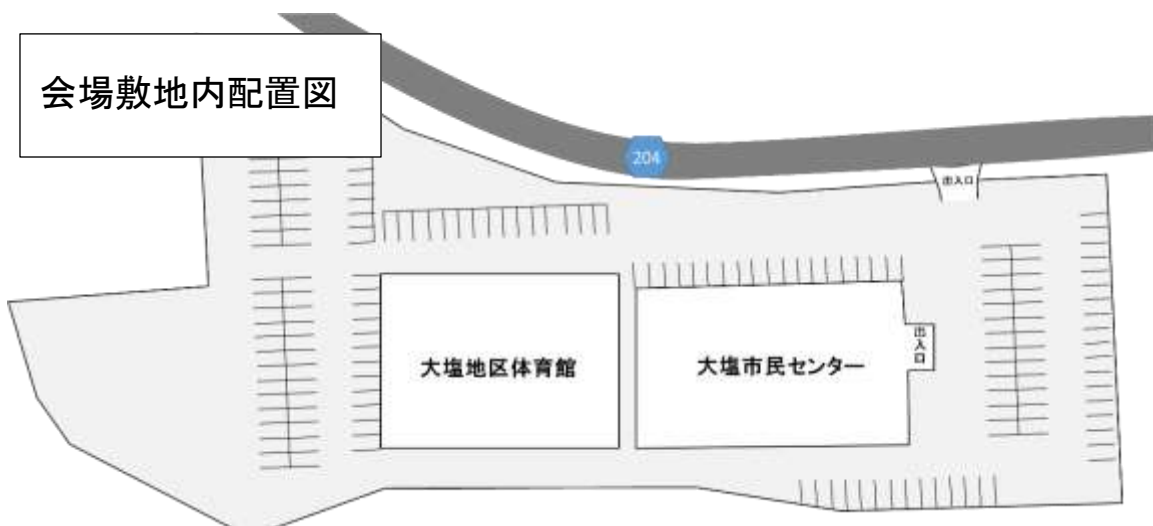 会場敷地内配置図
204
出入口
大塩地区体育館
大塩市民センター
出入口